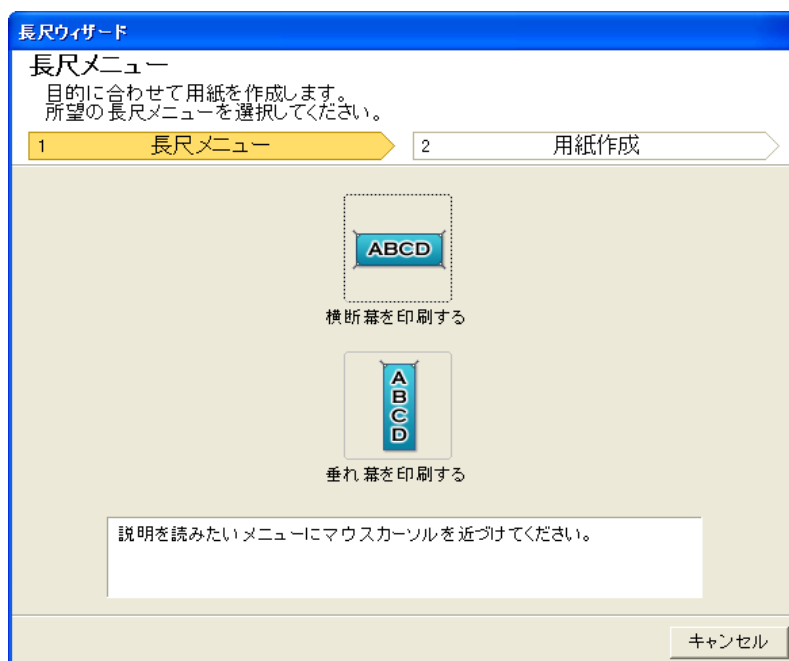 長尺ウィザード
長尺メニュー
目的に合わせて用紙を作成します。
所望の長尺メニューを選択してください。
1 長尺メニュー 2 用紙作成
ABCD
横断幕を印刷する
A
B
C
D
垂れ幕を印刷する
説明を読みたいメニューにマウスカーソルを近づけてください。
キャンセル